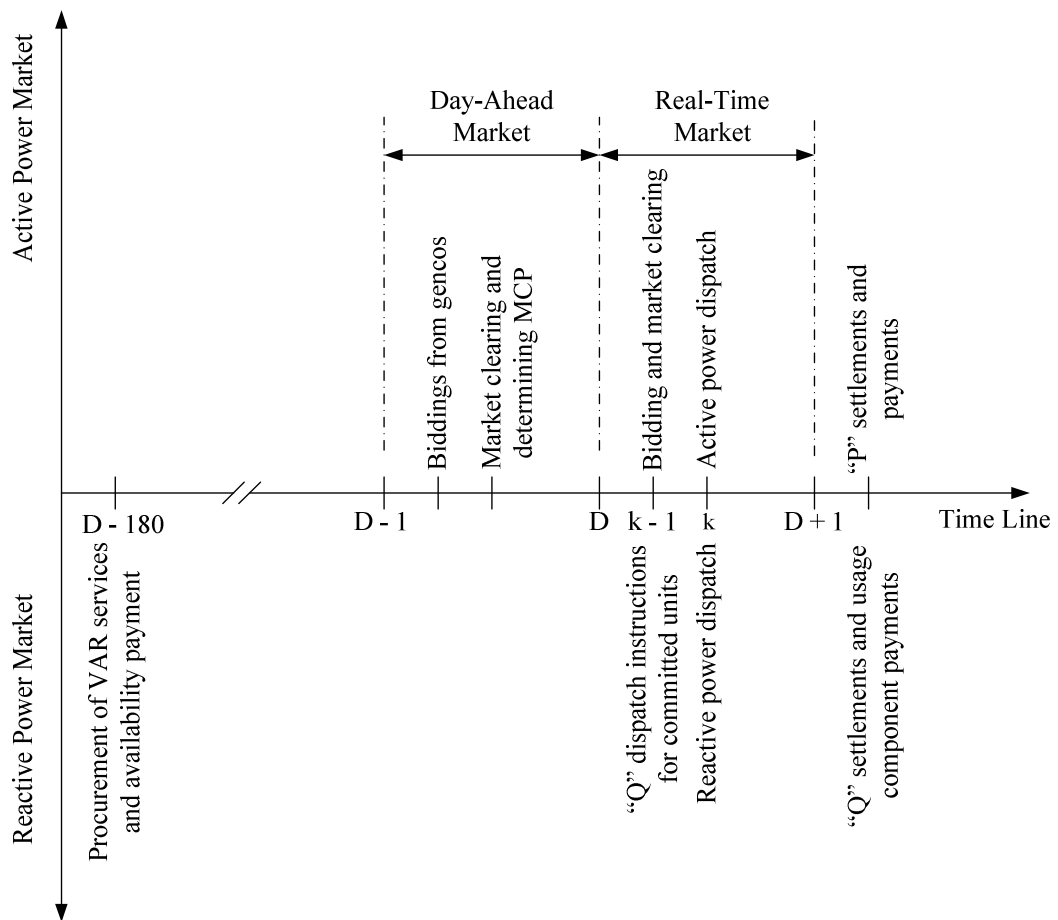 Active Power Market
Day-Ahead
Market
Real-Time
Market
Biddings from gencos
Market clearing and
determining MCP
Bidding and market clearing
Active power dispatch
“P” settlements and
payments
D - 180
D - 1
D
k - 1
k
D + 1
Time Line
Reactive Power Market
Procurement of VAR services
and availability payment
“Q” dispatch instructions
for committed units
Reactive power dispatch
“Q” settlements and usage
component payments